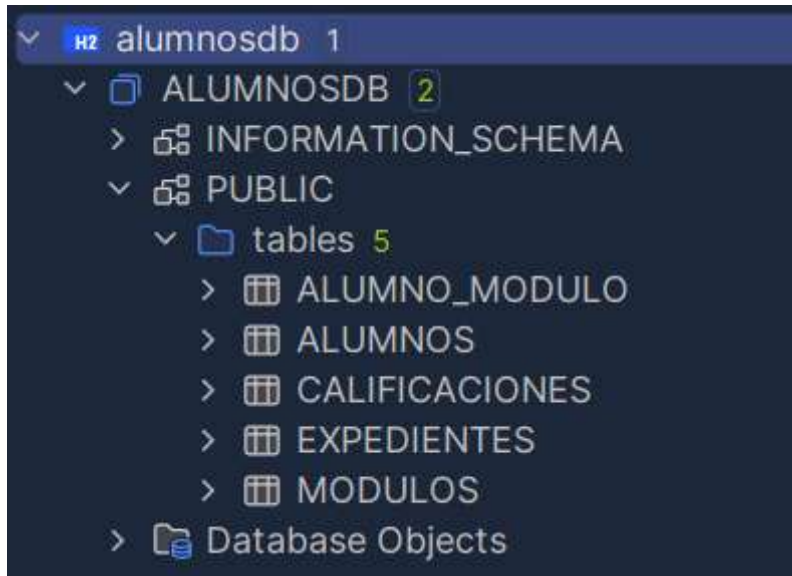 H2 alumnosdb 1
ALUMNOSDB 2
INFORMATION_SCHEMA
PUBLIC
tables 5
ALUMNO_MODULO
ALUMNOS
CALIFICACIONES
EXPEDIENTES
MODULOS
Database Objects